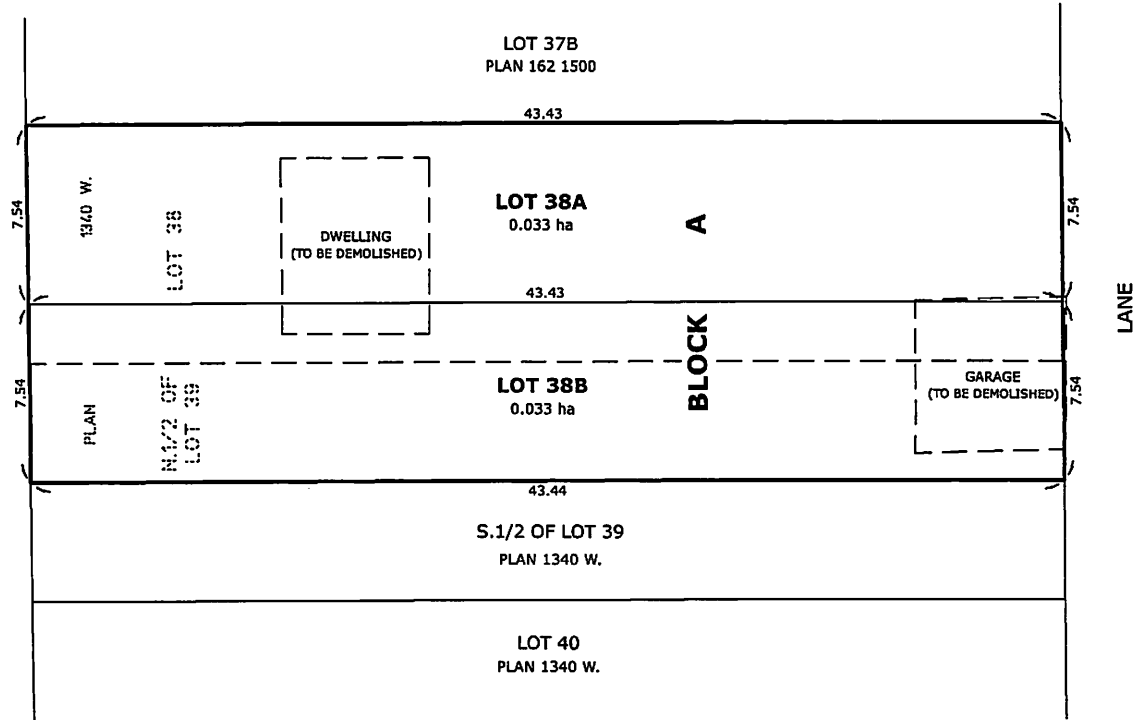 LOT 37B
PLAN 162 1500
43.43
7.54
1340 W.
LOT 38
DWELLING
(TO BE DEMOLISHED)
LOT 38A
0.033 ha
BLOCK A
7.54
LANE
43.43
7.54
PLAN
N.1/2 OF
LOT 39
LOT 38B
0.033 ha
GARAGE
(TO BE DEMOLISHED)
7.54
43.44
S.1/2 OF LOT 39
PLAN 1340 W.
LOT 40
PLAN 1340 W.